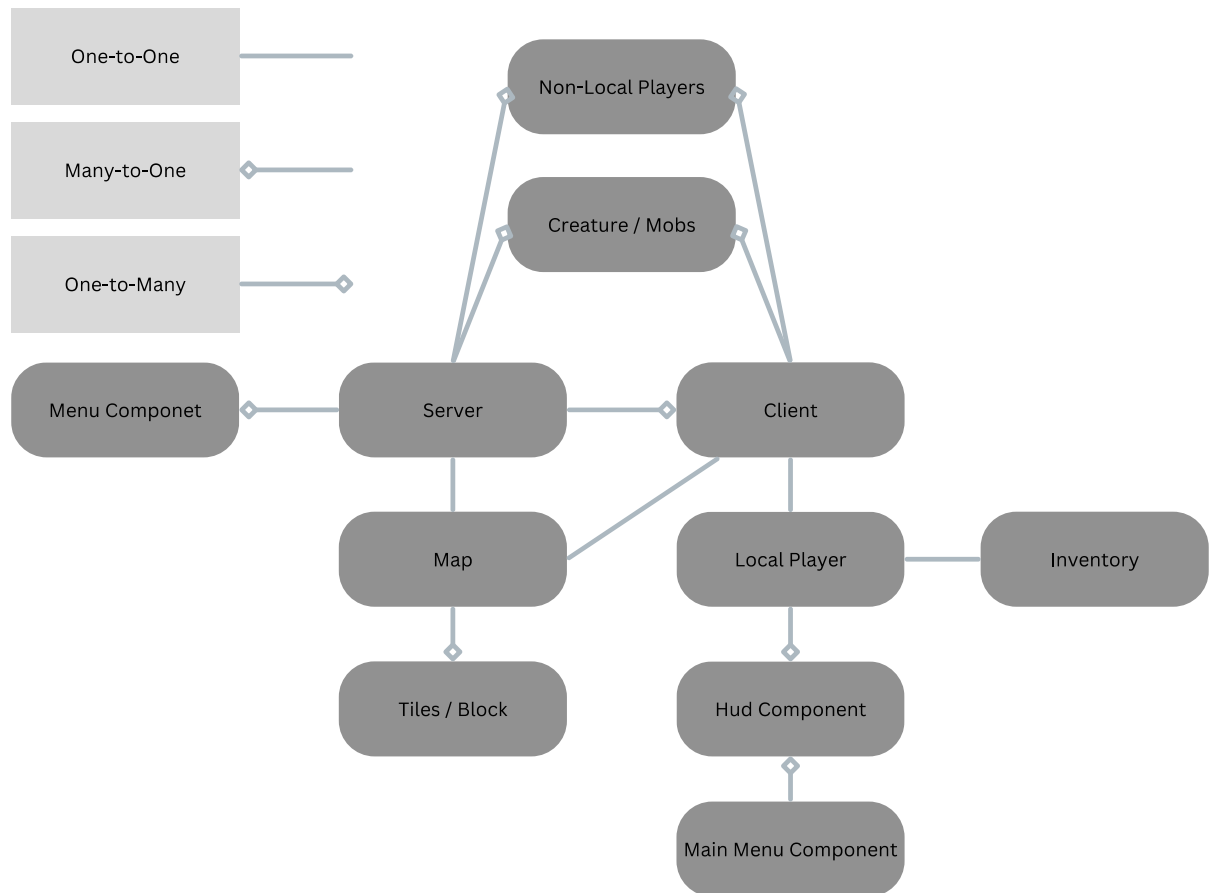 One-to-One
Non-Local Players
Many-to-One
Creature / Mobs
One-to-Many
Menu Componet
Server
Client
Map
Local Player
Inventory
Tiles / Block
Hud Component
Main Menu Component